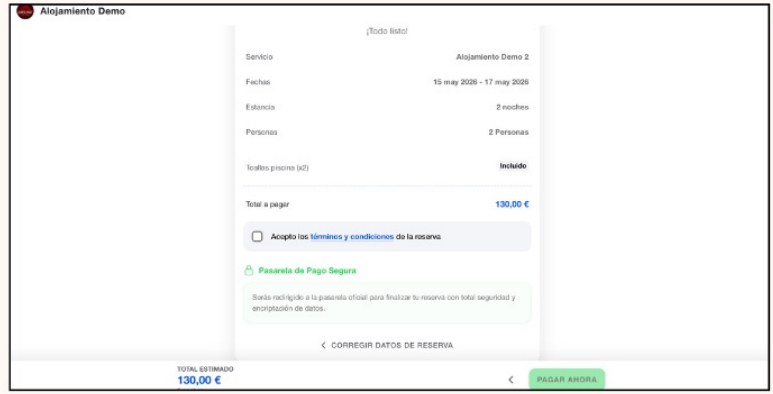 Alojamiento Demo
¡Todo listo!
Servicio Alojamiento Demo 2
Fechas 15 may 2026 - 17 may 2026
Estancia 2 noches
Personas 2 Personas
Toallas piscina (x2) Incluido
Total a pagar 130,00 €
Acepto los términos y condiciones de la reserva
Pasarela de Pago Segura
Serás redirigido a la pasarela oficial para finalizar tu reserva con total seguridad y
encriptación de datos.
CORREGIR DATOS DE RESERVA
TOTAL ESTIMADO
130,00 €
PAGAR AHORA